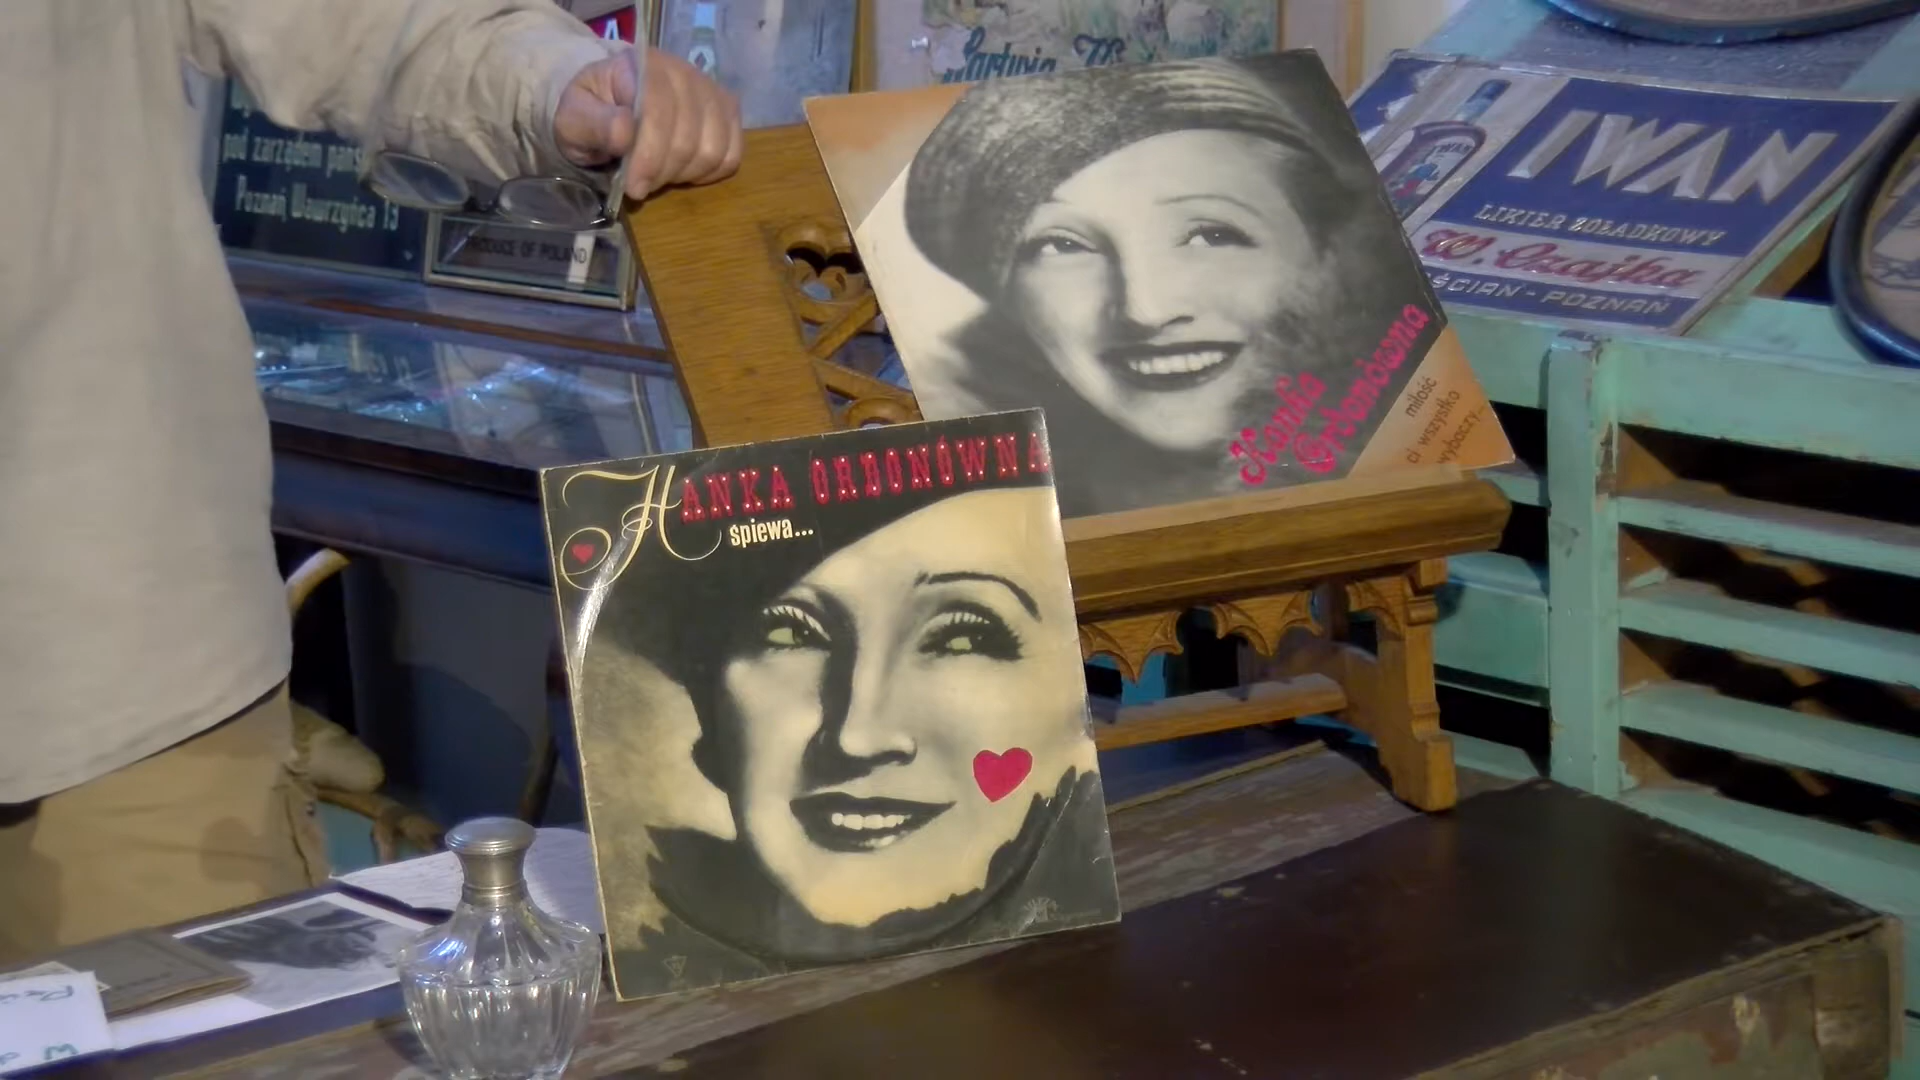 A
pod zarządem
Poznań, Wawrzyńca 13
PRODUCE OF POLAND
IWAN
LIKIER ŻOŁĄDKOWY
W. Czajka
POZNAŃ
Hanka
Ordonówna
miłość
ci wszystko
wybaczy...
HANKA ORDONÓWNA
śpiewa...